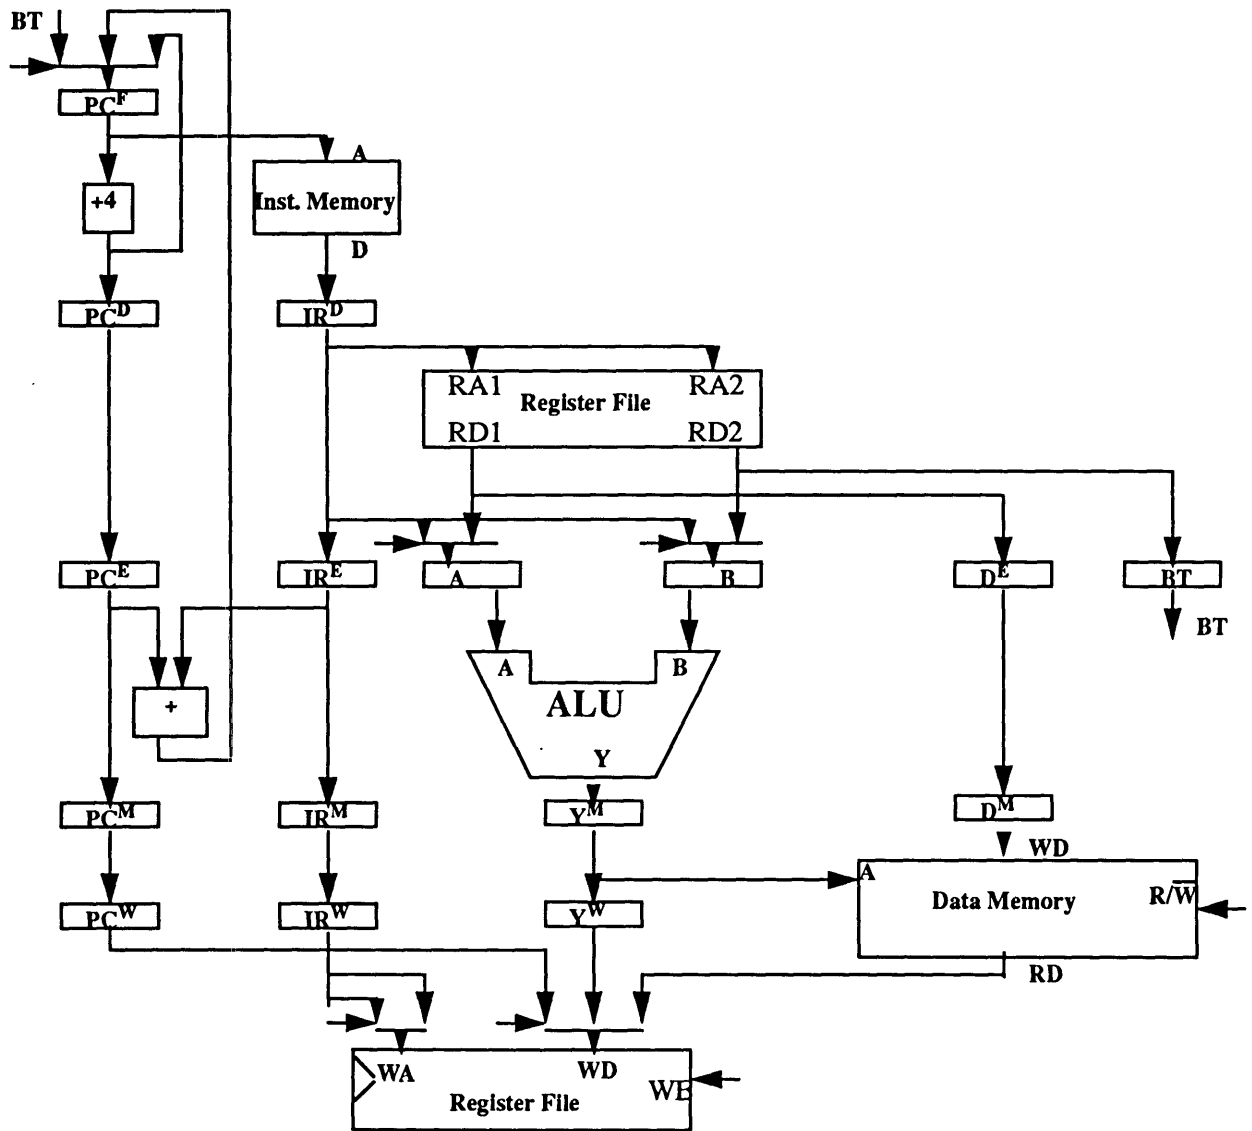 BT
PC^F
A
+4
Inst. Memory
D
PC^D
IR^D
RA1
RA2
Register File
RD1
RD2
PC^E
IR^E
A
B
D^E
BT
BT
A
B
+
ALU
Y
PC^M
IR^M
Y^M
D^M
WD
A
Data Memory
R/W̅
PC^W
IR^W
Y^W
RD
WA
WD
WE
Register File